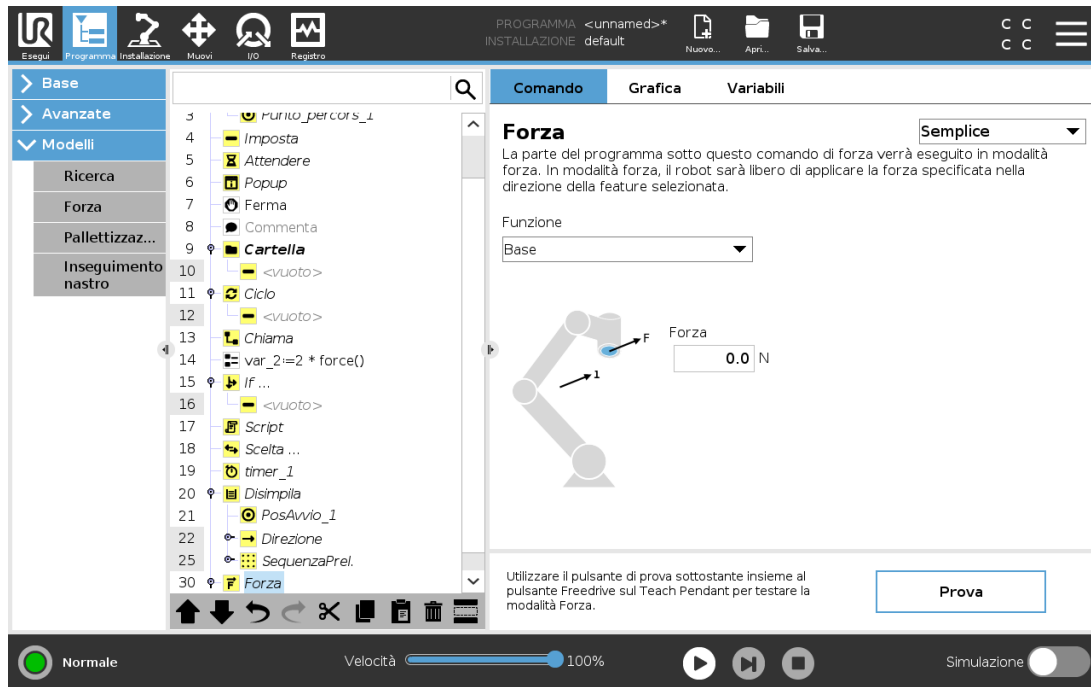 PROGRAMMA <unnamed>*
INSTALLAZIONE default
UR
Esegui
Programma
Installazione
Muovi
I/O
Registro
Nuovo...
Apri...
Salva...
C C
C C
Base
Avanzate
Modelli
Ricerca
Forza
Pallettizzaz...
Inseguimento
nastro
3 Punto_percors_1
4 Imposta
5 Attendere
6 Popup
7 Ferma
8 Commenta
9 Cartella
10 <vuoto>
11 Ciclo
12 <vuoto>
13 Chiama
14 var_2:=2 * force()
15 If ...
16 <vuoto>
17 Script
18 Scelta ...
19 timer_1
20 Disimpila
21 PosAvvio_1
22 Direzione
25 SequenzaPrel.
30 Forza
Comando
Grafica
Variabili
Forza
Semplice
La parte del programma sotto questo comando di forza verrà eseguito in modalità
forza. In modalità forza, il robot sarà libero di applicare la forza specificata nella
direzione della feature selezionata.
Funzione
Base
F
1
Forza
0.0 N
Utilizzare il pulsante di prova sottostante insieme al
pulsante Freedrive sul Teach Pendant per testare la
modalità Forza.
Prova
Normale
Velocità
100%
Simulazione